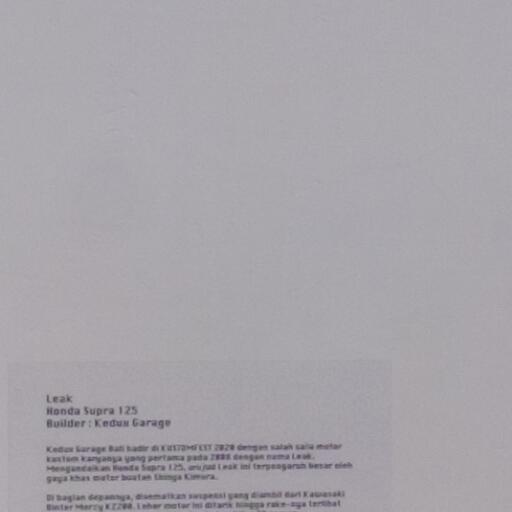 Leak
Honda Supra 125
Builder: Kedux Garage
Kedux Garage Bali hadir di KUSTOMFEST 2020 dengan salah satu motor
kustom karyanya yang pertama pada 2008 dengan nama Leak.
Mengandalkan Honda Supra 125, wujud Leak ini terpengaruh besar oleh
gaya khas motor buatan Shinya Kimura.
Di bagian depannya, disematkan suspensi yang diambil dari Kawasaki
Binter Merzy KZ200. Leher motor ini ditarik hingga rake-nya terlihat